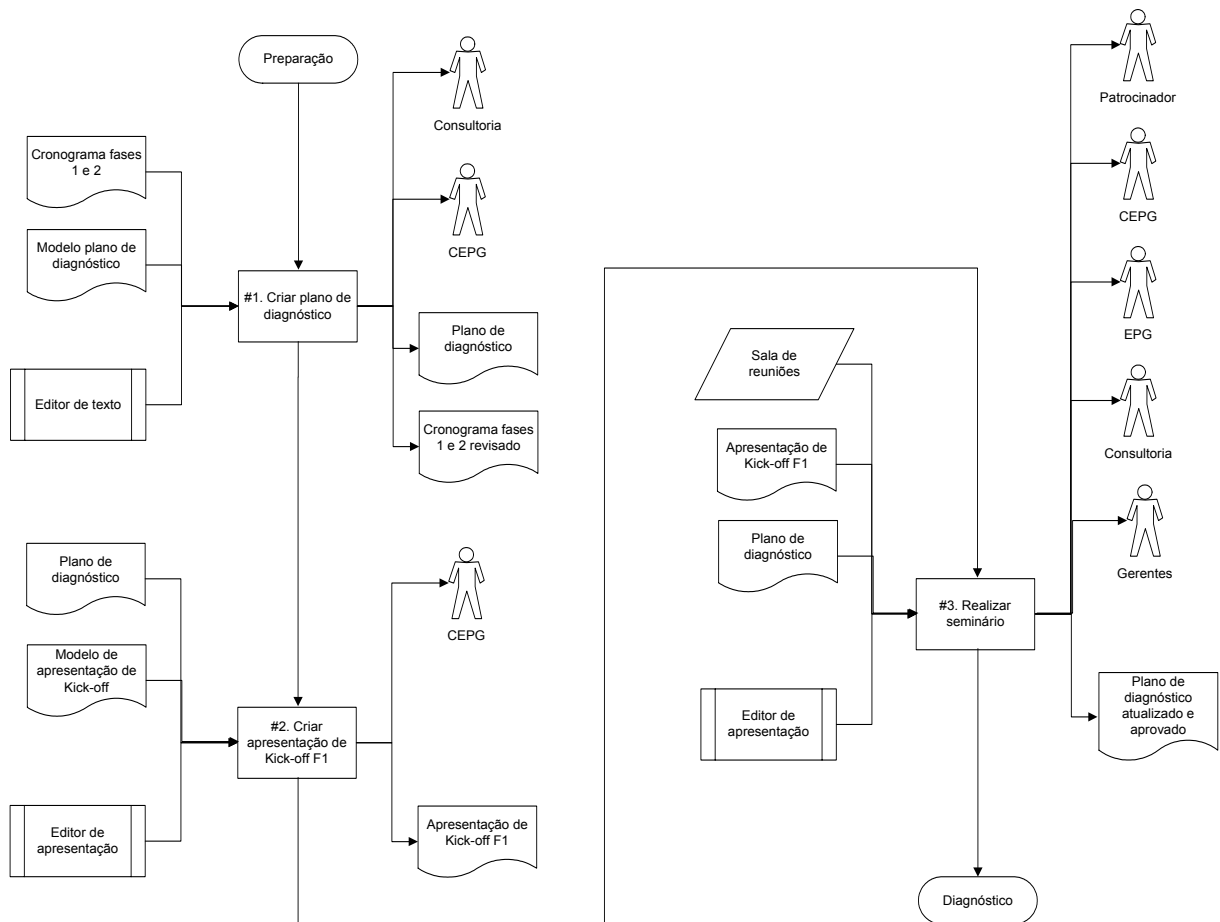 Preparação
Consultoria
Cronograma fases
1 e 2
CEPG
Modelo plano de
diagnóstico
#1. Criar plano de
diagnóstico
Plano de
diagnóstico
Editor de texto
Cronograma fases
1 e 2 revisado
Plano de
diagnóstico
CEPG
Modelo de
apresentação de
Kick-off
#2. Criar
apresentação de
Kick-off F1
Editor de
apresentação
Apresentação de
Kick-off F1
Patrocinador
CEPG
EPG
Sala de
reuniões
Consultoria
Apresentação de
Kick-off F1
Plano de
diagnóstico
Gerentes
#3. Realizar
seminário
Editor de
apresentação
Plano de
diagnóstico
atualizado e
aprovado
Diagnóstico